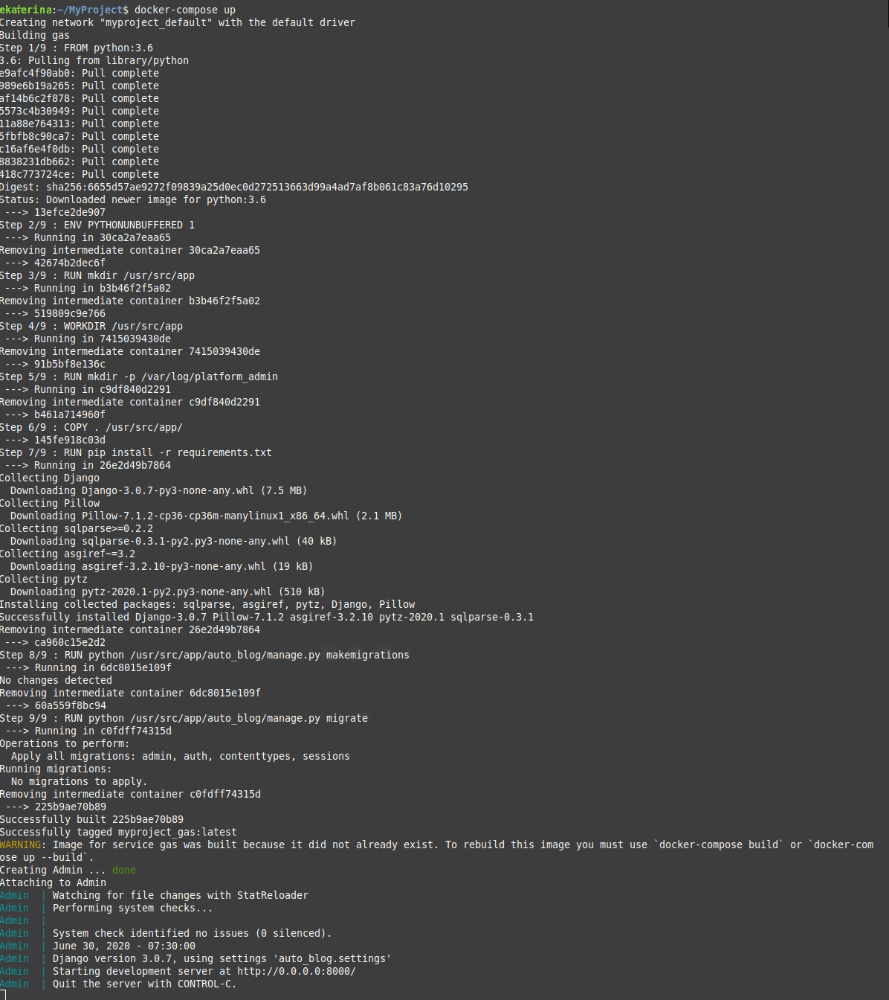 ekaterina:~/MyProject$ docker-compose up
Creating network "myproject_default" with the default driver
Building gas
Step 1/9 : FROM python:3.6
3.6: Pulling from library/python
e9afc4f90ab0: Pull complete
989e6b19a265: Pull complete
af14b6c2f878: Pull complete
5573c4b30949: Pull complete
11a88e764313: Pull complete
5fbfb8c90ca7: Pull complete
c16af6e4f0db: Pull complete
8838231db662: Pull complete
418c773724ce: Pull complete
Digest: sha256:6655d57ae9272f09839a25d0ec0d272513663d99a4ad7af8b061c83a76d10295
Status: Downloaded newer image for python:3.6
 ---> 13efce2de907
Step 2/9 : ENV PYTHONUNBUFFERED 1
 ---> Running in 30ca2a7eaa65
Removing intermediate container 30ca2a7eaa65
 ---> 42674b2dec6f
Step 3/9 : RUN mkdir /usr/src/app
 ---> Running in b3b46f2f5a02
Removing intermediate container b3b46f2f5a02
 ---> 519809c9e766
Step 4/9 : WORKDIR /usr/src/app
 ---> Running in 7415039430de
Removing intermediate container 7415039430de
 ---> 91b5bf8e136c
Step 5/9 : RUN mkdir -p /var/log/platform_admin
 ---> Running in c9df840d2291
Removing intermediate container c9df840d2291
 ---> b461a714960f
Step 6/9 : COPY . /usr/src/app/
 ---> 145fe918c03d
Step 7/9 : RUN pip install -r requirements.txt
 ---> Running in 26e2d49b7864
Collecting Django
  Downloading Django-3.0.7-py3-none-any.whl (7.5 MB)
Collecting Pillow
  Downloading Pillow-7.1.2-cp36-cp36m-manylinux1_x86_64.whl (2.1 MB)
Collecting sqlparse>=0.2.2
  Downloading sqlparse-0.3.1-py2.py3-none-any.whl (40 kB)
Collecting asgiref~=3.2
  Downloading asgiref-3.2.10-py3-none-any.whl (19 kB)
Collecting pytz
  Downloading pytz-2020.1-py2.py3-none-any.whl (510 kB)
Installing collected packages: sqlparse, asgiref, pytz, Django, Pillow
Successfully installed Django-3.0.7 Pillow-7.1.2 asgiref-3.2.10 pytz-2020.1 sqlparse-0.3.1
Removing intermediate container 26e2d49b7864
 ---> ca960c15e2d2
Step 8/9 : RUN python /usr/src/app/auto_blog/manage.py makemigrations
 ---> Running in 6dc8015e109f
No changes detected
Removing intermediate container 6dc8015e109f
 ---> 60a559f8bc94
Step 9/9 : RUN python /usr/src/app/auto_blog/manage.py migrate
 ---> Running in c0fdff74315d
Operations to perform:
  Apply all migrations: admin, auth, contenttypes, sessions
Running migrations:
  No migrations to apply.
Removing intermediate container c0fdff74315d
 ---> 225b9ae70b89
Successfully built 225b9ae70b89
Successfully tagged myproject_gas:latest
WARNING: Image for service gas was built because it did not already exist. To rebuild this image you must use `docker-compose build` or `docker-com
ose up --build`.
Creating Admin ... done
Attaching to Admin
Admin  | Watching for file changes with StatReloader
Admin  | Performing system checks...
Admin  |
Admin  | System check identified no issues (0 silenced).
Admin  | June 30, 2020 - 07:30:00
Admin  | Django version 3.0.7, using settings 'auto_blog.settings'
Admin  | Starting development server at http://0.0.0.0:8000/
Admin  | Quit the server with CONTROL-C.